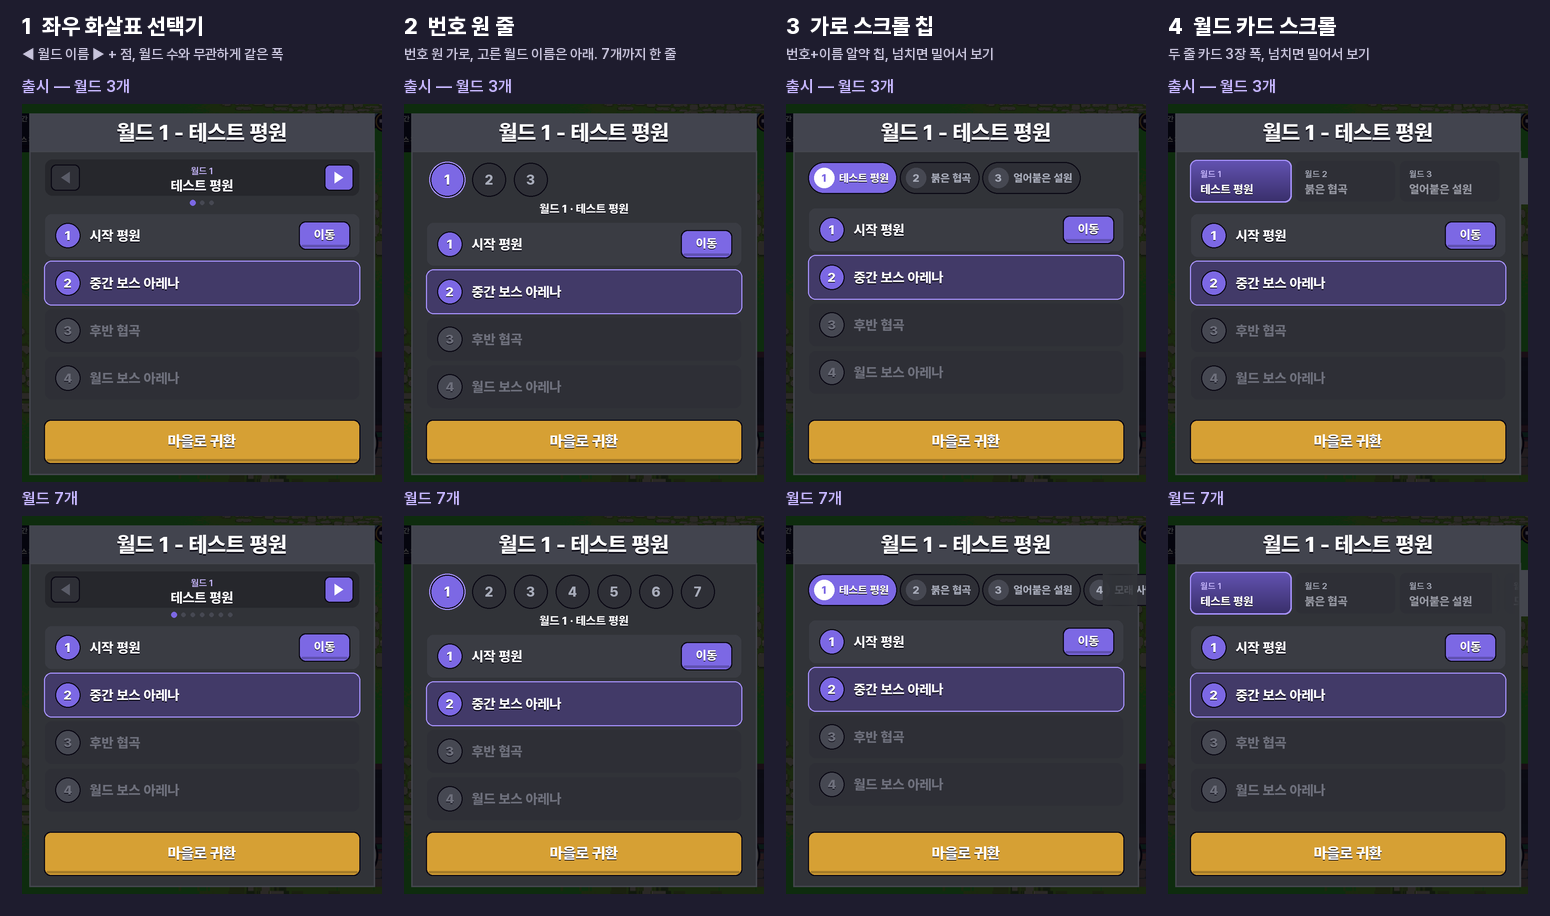 1 좌우 화살표 선택기
◀ 월드 이름 ▶ + 점, 월드 수와 무관하게 같은 폭
출시 — 월드 3개
월드 1 - 테스트 평원
◀
월드 1
테스트 평원
▶
1 시작 평원 이동
2 중간 보스 아레나
3 후반 협곡
4 월드 보스 아레나
마을로 귀환
월드 7개
월드 1 - 테스트 평원
◀
월드 1
테스트 평원
▶
1 시작 평원 이동
2 중간 보스 아레나
3 후반 협곡
4 월드 보스 아레나
마을로 귀환
2 번호 원 줄
번호 원 가로, 고른 월드 이름은 아래. 7개까지 한 줄
출시 — 월드 3개
월드 1 - 테스트 평원
1 2 3
월드 1 · 테스트 평원
1 시작 평원 이동
2 중간 보스 아레나
3 후반 협곡
4 월드 보스 아레나
마을로 귀환
월드 7개
월드 1 - 테스트 평원
1 2 3 4 5 6 7
월드 1 · 테스트 평원
1 시작 평원 이동
2 중간 보스 아레나
3 후반 협곡
4 월드 보스 아레나
마을로 귀환
3 가로 스크롤 칩
번호+이름 알약 칩, 넘치면 밀어서 보기
출시 — 월드 3개
월드 1 - 테스트 평원
1 테스트 평원 2 붉은 협곡 3 얼어붙은 설원
1 시작 평원 이동
2 중간 보스 아레나
3 후반 협곡
4 월드 보스 아레나
마을로 귀환
월드 7개
월드 1 - 테스트 평원
1 테스트 평원 2 붉은 협곡 3 얼어붙은 설원 4 모래 사
1 시작 평원 이동
2 중간 보스 아레나
3 후반 협곡
4 월드 보스 아레나
마을로 귀환
4 월드 카드 스크롤
두 줄 카드 3장 폭, 넘치면 밀어서 보기
출시 — 월드 3개
월드 1 - 테스트 평원
월드 1 월드 2 월드 3
테스트 평원 붉은 협곡 얼어붙은 설원
1 시작 평원 이동
2 중간 보스 아레나
3 후반 협곡
4 월드 보스 아레나
마을로 귀환
월드 7개
월드 1 - 테스트 평원
월드 1 월드 2 월드 3
테스트 평원 붉은 협곡 얼어붙은 설원
1 시작 평원 이동
2 중간 보스 아레나
3 후반 협곡
4 월드 보스 아레나
마을로 귀환